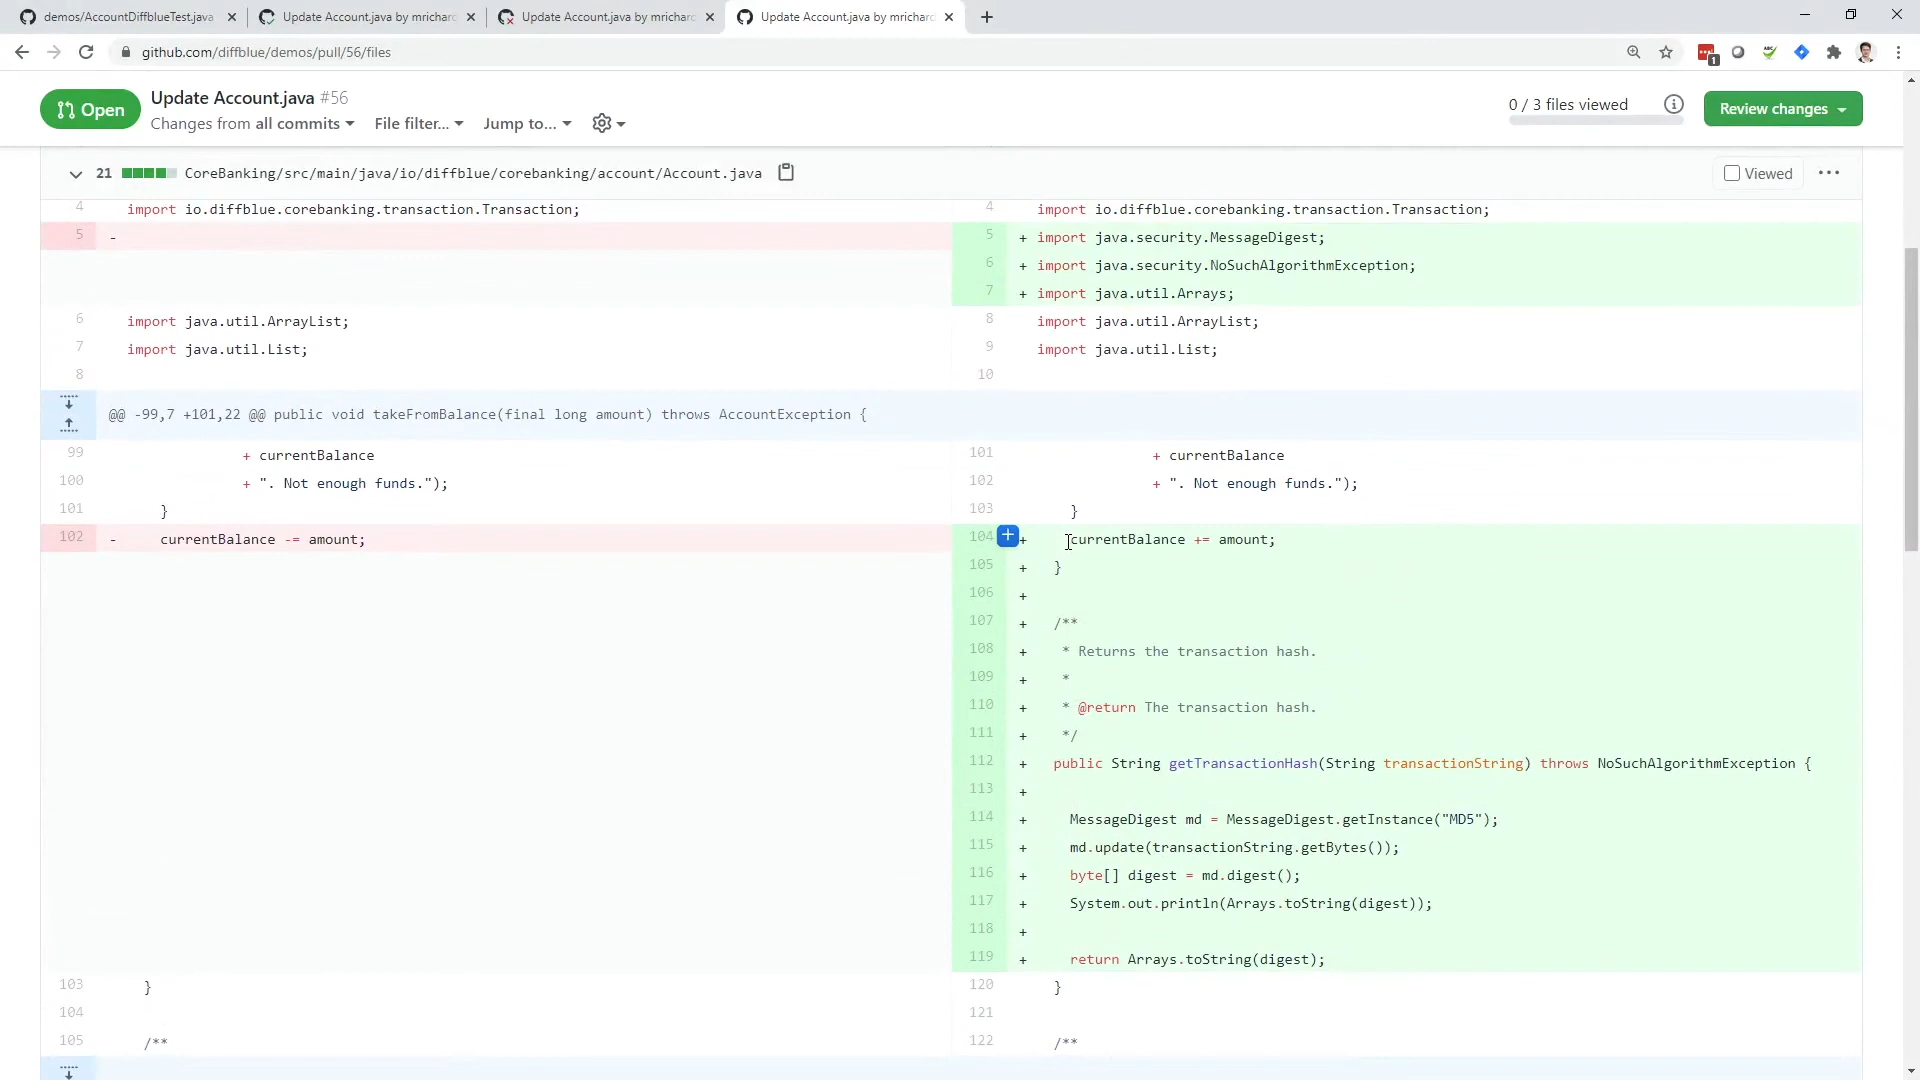 demos/AccountDiffblueTest.java
Update Account.java by mrichard
Update Account.java by mrichard
Update Account.java by mrichard
github.com/diffblue/demos/pull/56/files
1
Open
Update Account.java #56
Changes from all commits
File filter...
Jump to...
0 / 3 files viewed
Review changes
21 CoreBanking/src/main/java/io/diffblue/corebanking/account/Account.java
Viewed
4 import io.diffblue.corebanking.transaction.Transaction; 4 import io.diffblue.corebanking.transaction.Transaction;
5 - 5 + import java.security.MessageDigest;
6 + import java.security.NoSuchAlgorithmException;
7 + import java.util.Arrays;
6 import java.util.ArrayList; 8 import java.util.ArrayList;
7 import java.util.List; 9 import java.util.List;
8 10
@@ -99,7 +101,22 @@ public void takeFromBalance(final long amount) throws AccountException {
99 + currentBalance 101 + currentBalance
100 + ". Not enough funds."); 102 + ". Not enough funds.");
101 } 103 }
102 - currentBalance -= amount; 104 + currentBalance += amount;
105 + }
106 +
107 + /**
108 + * Returns the transaction hash.
109 + *
110 + * @return The transaction hash.
111 + */
112 + public String getTransactionHash(String transactionString) throws NoSuchAlgorithmException {
113 +
114 + MessageDigest md = MessageDigest.getInstance("MD5");
115 + md.update(transactionString.getBytes());
116 + byte[] digest = md.digest();
117 + System.out.println(Arrays.toString(digest));
118 +
119 + return Arrays.toString(digest);
103 } 120 }
104 121
105 /** 122 /**